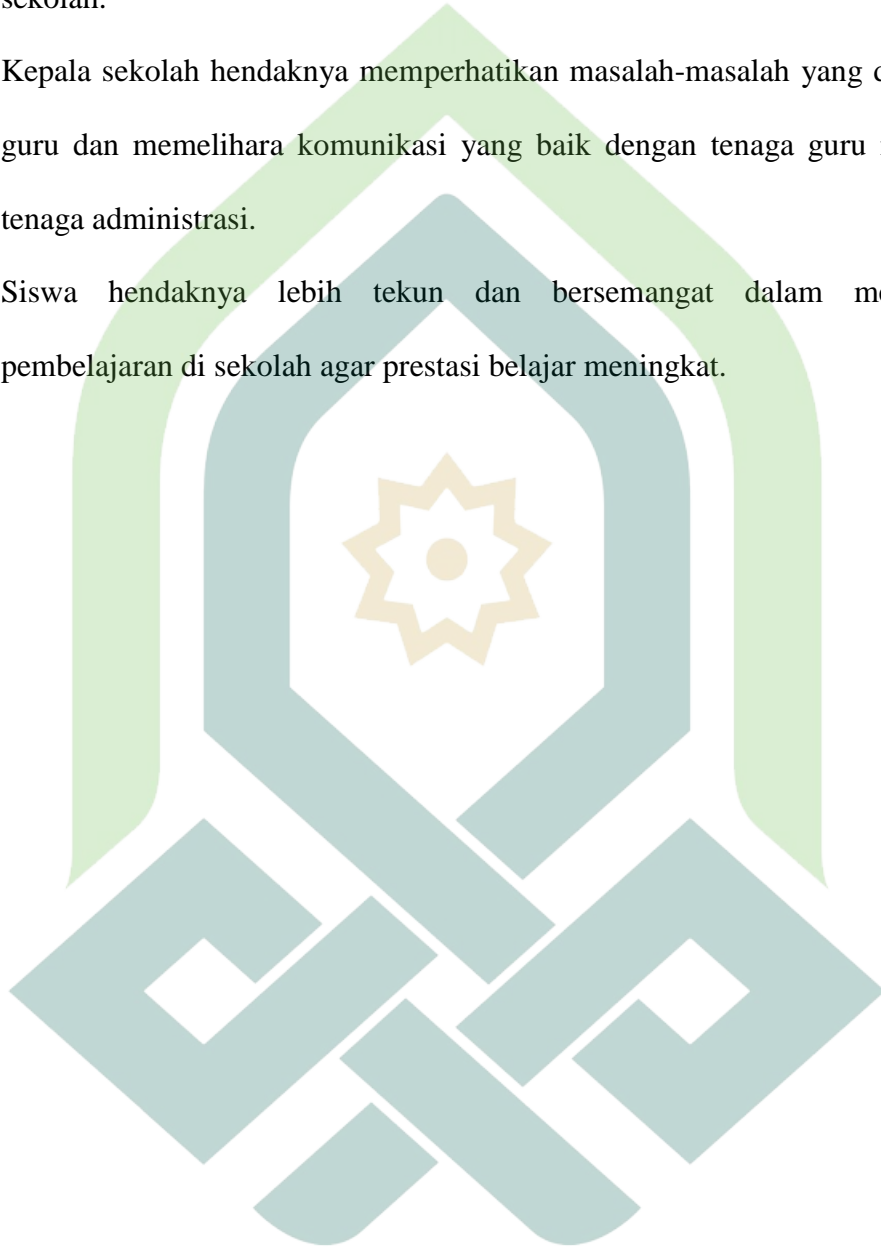 sekolah.
Kepala sekolah hendaknya memperhatikan masalah-masalah yang
guru dan memelihara komunikasi yang baik dengan tenaga guru
tenaga administrasi.
Siswa hendaknya lebih tekun dan bersemangat dalam
pembelajaran di sekolah agar prestasi belajar meningkat.